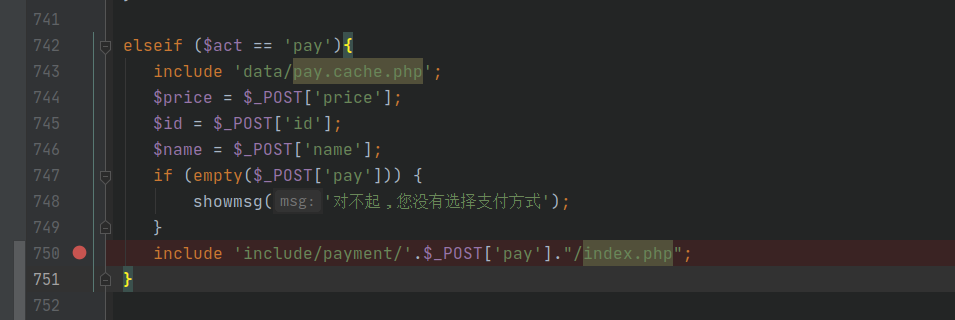 741
742 elseif ($act == 'pay'){
743 include 'data/pay.cache.php';
744 $price = $_POST['price'];
745 $id = $_POST['id'];
746 $name = $_POST['name'];
747 if (empty($_POST['pay'])) {
748 showmsg( msg: '对不起，您没有选择支付方式');
749 }
750 include 'include/payment/'.$_POST['pay']."/index.php";
751 }
752